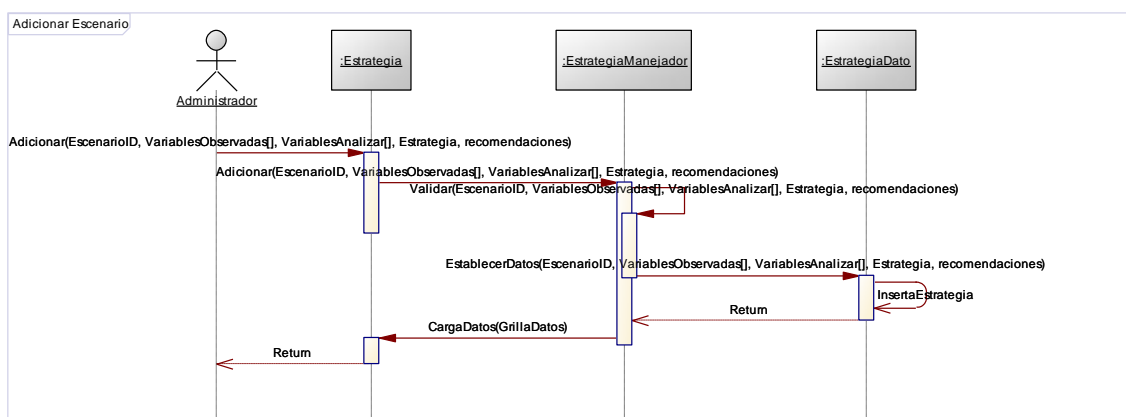 Adicionar Escenario
:Estrategia
:EstrategiaManejador
:EstrategiaDato
Administrador
Adicionar(EscenarioID, VariablesObservadas[], VariablesAnalizar[], Estrategia, recomendaciones)
Adicionar(EscenarioID, VariablesObservadas[], VariablesAnalizar[], Estrategia, recomendaciones)
Validar(EscenarioID, VariablesObservadas[], VariablesAnalizar[], Estrategia, recomendaciones)
EstablecerDatos(EscenarioID, VariablesObservadas[], VariablesAnalizar[], Estrategia, recomendaciones)
InsertaEstrategia
Return
CargaDatos(GrillaDatos)
Return